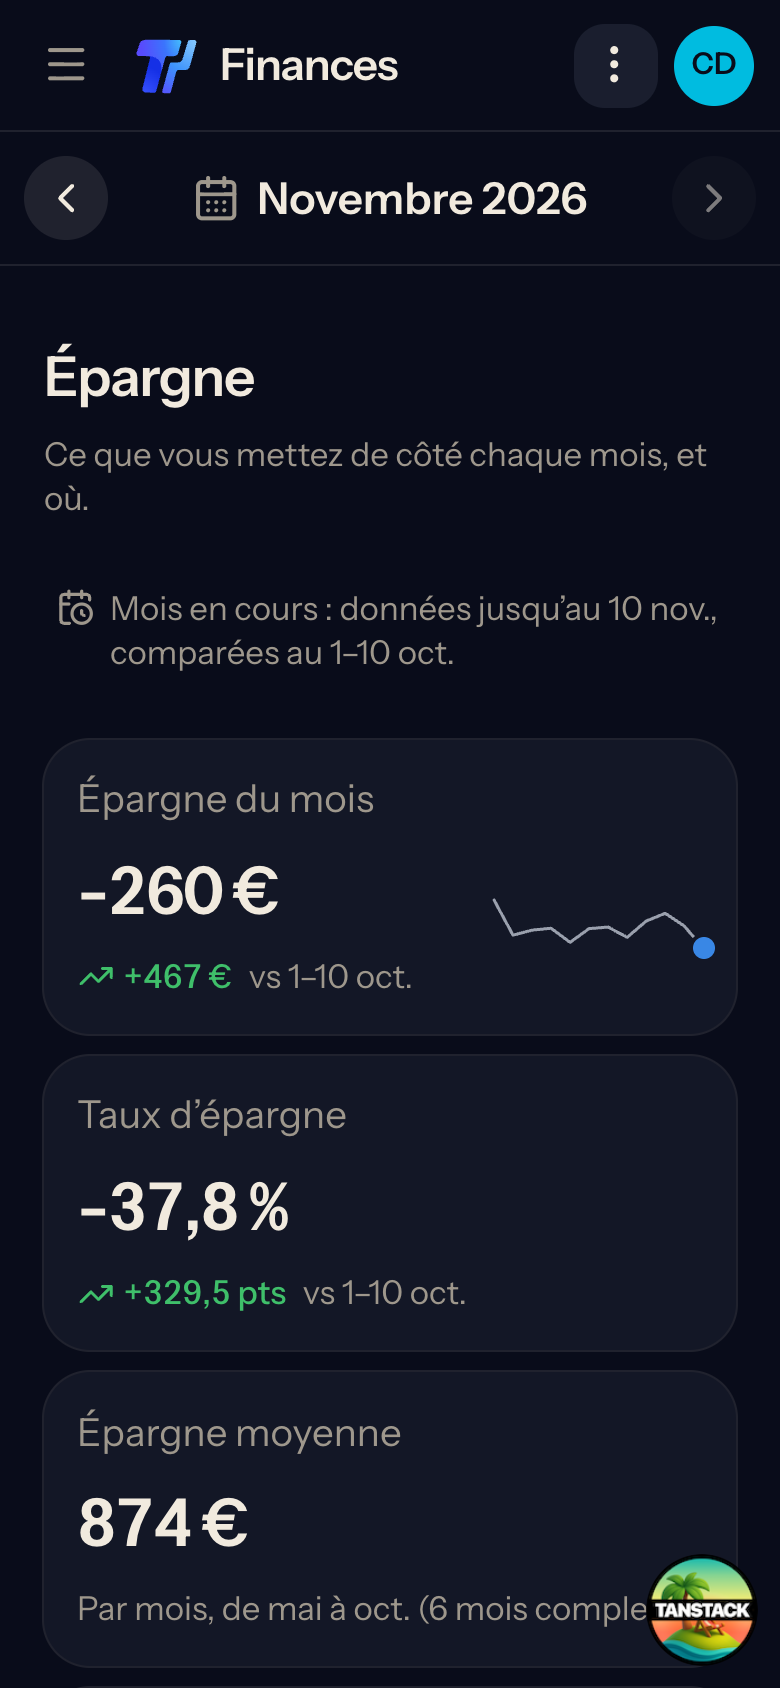 Finances
CD
Novembre 2026
Épargne
Ce que vous mettez de côté chaque mois, et
où.
Mois en cours : données jusqu’au 10 nov.,
comparées au 1–10 oct.
Épargne du mois
-260 €
+467 € vs 1–10 oct.
Taux d’épargne
-37,8 %
+329,5 pts vs 1–10 oct.
Épargne moyenne
874 €
Par mois, de mai à oct. (6 mois comple
TANSTACK